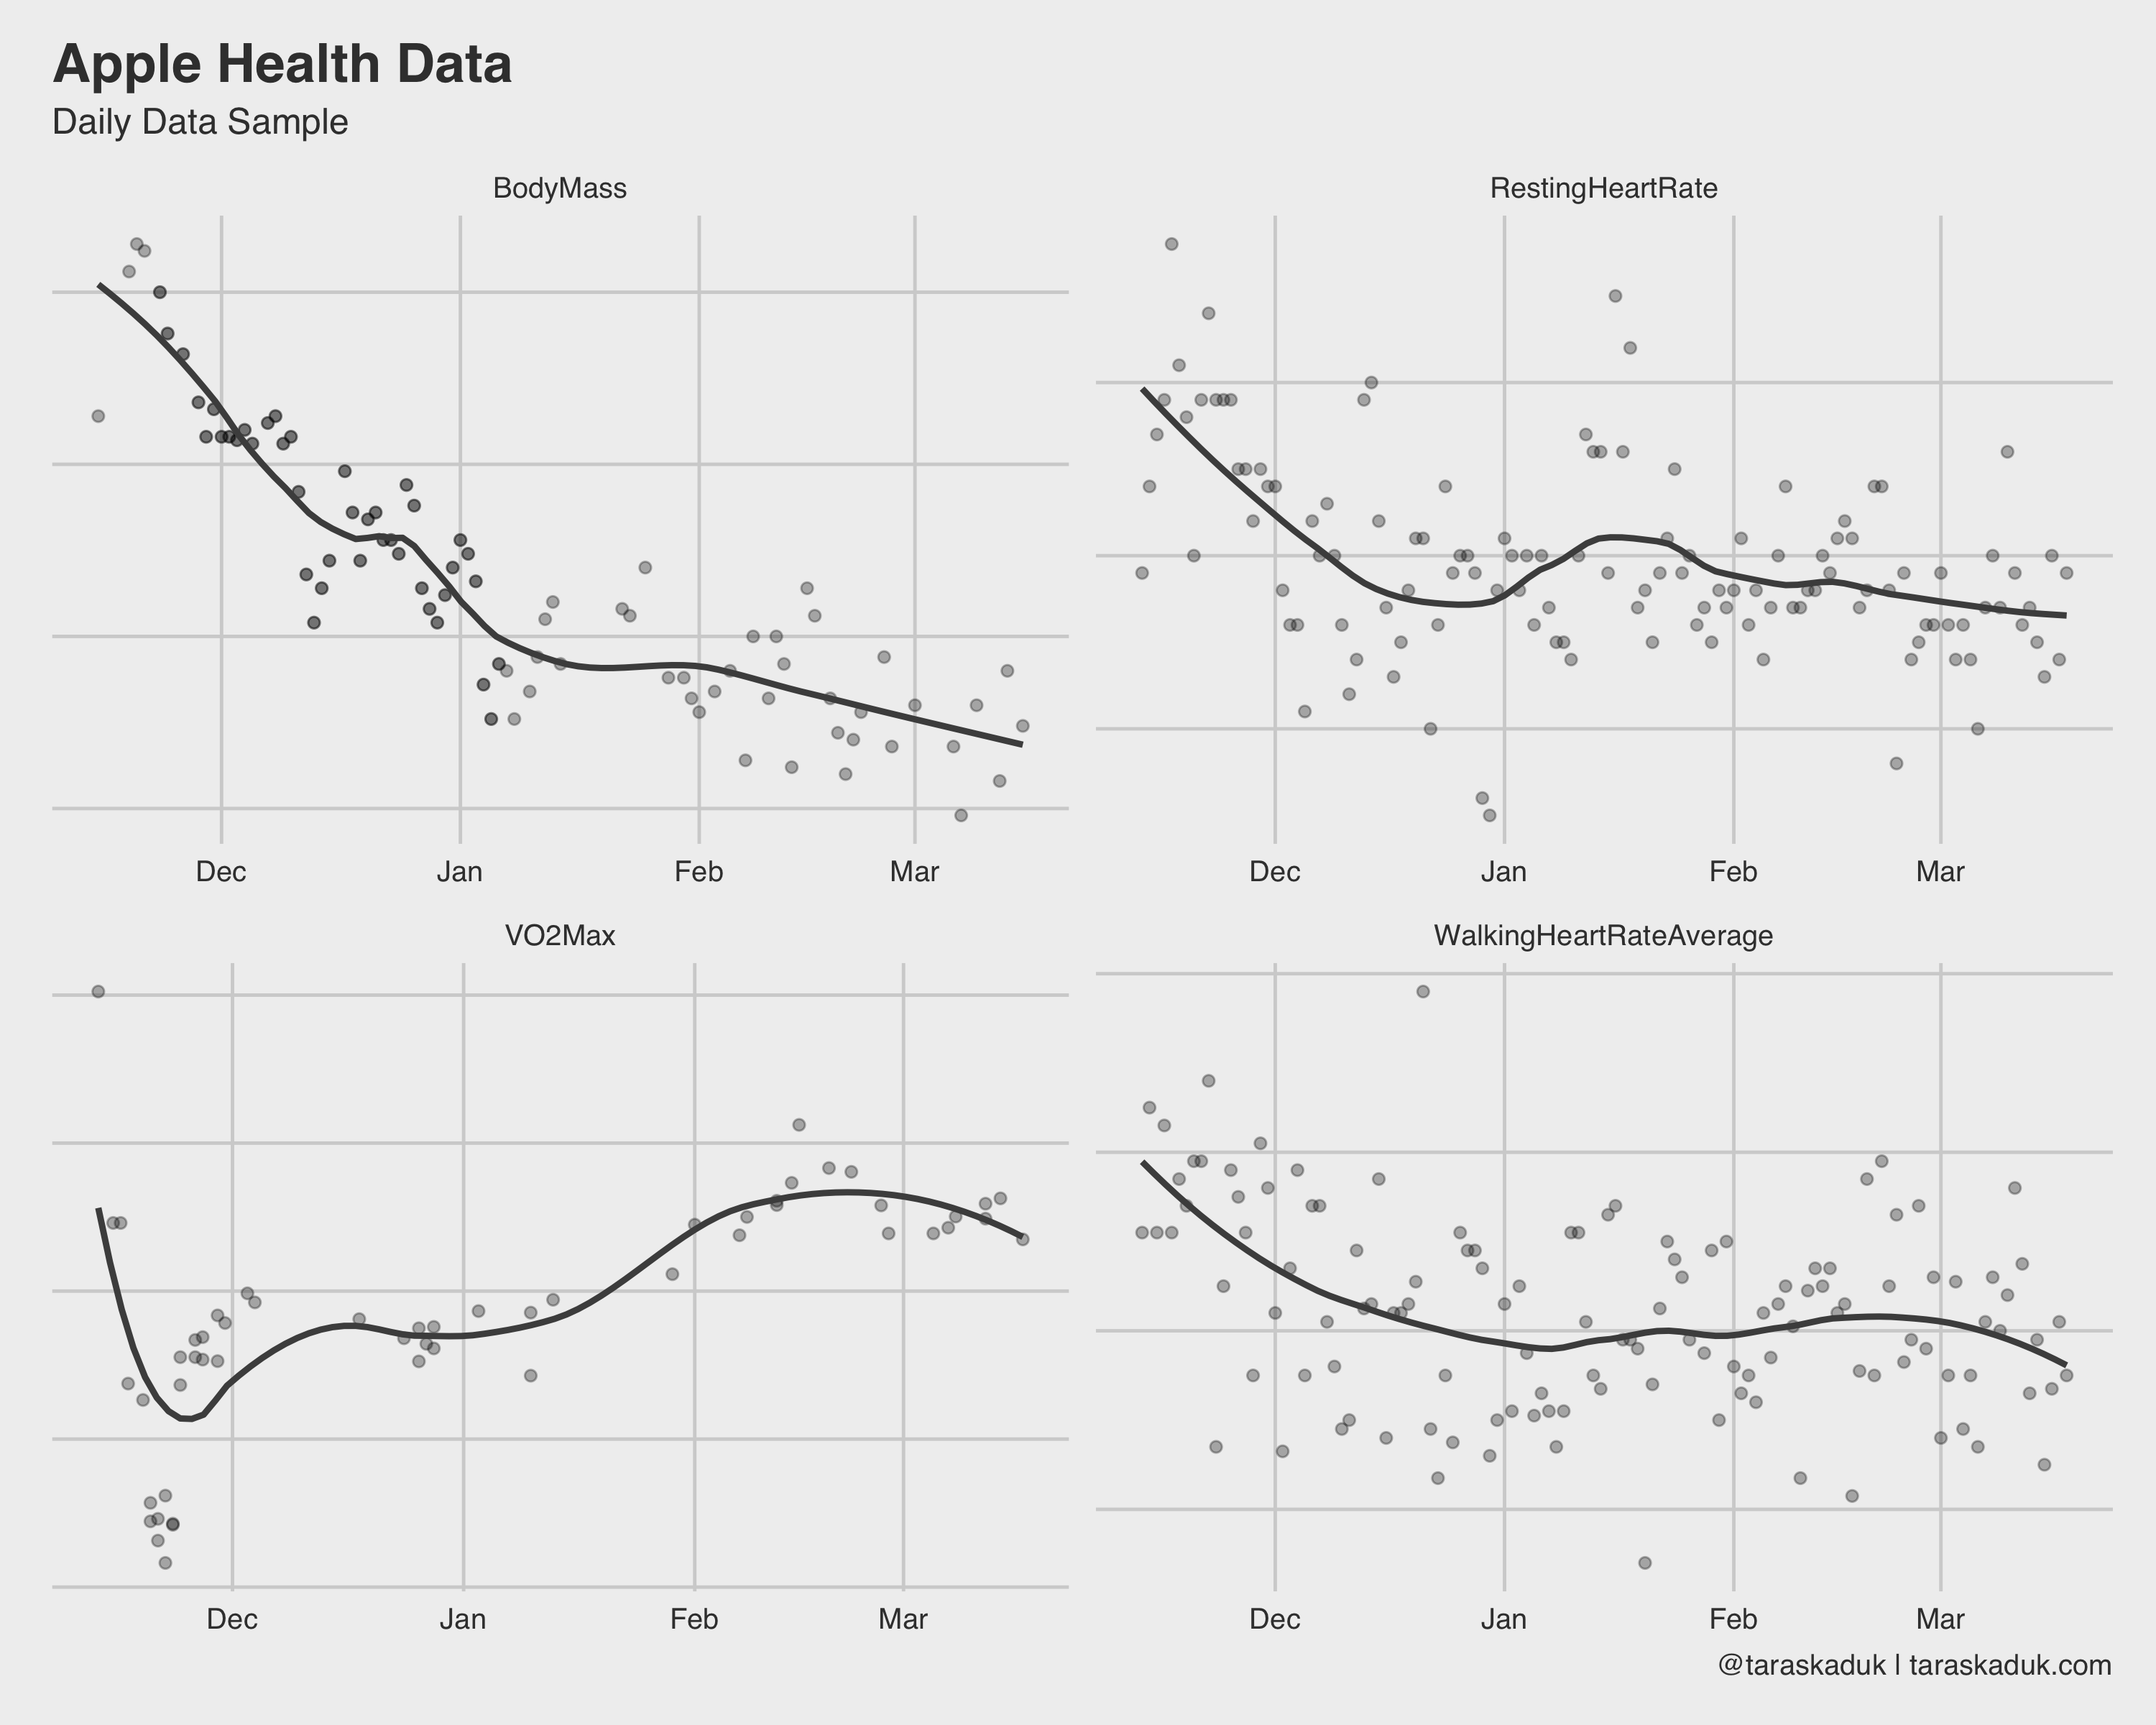 Apple Health Data
Daily Data Sample
BodyMass
RestingHeartRate
Dec Jan Feb Mar
Dec Jan Feb Mar
VO2Max
WalkingHeartRateAverage
Dec Jan Feb Mar
Dec Jan Feb Mar
@taraskaduk | taraskaduk.com